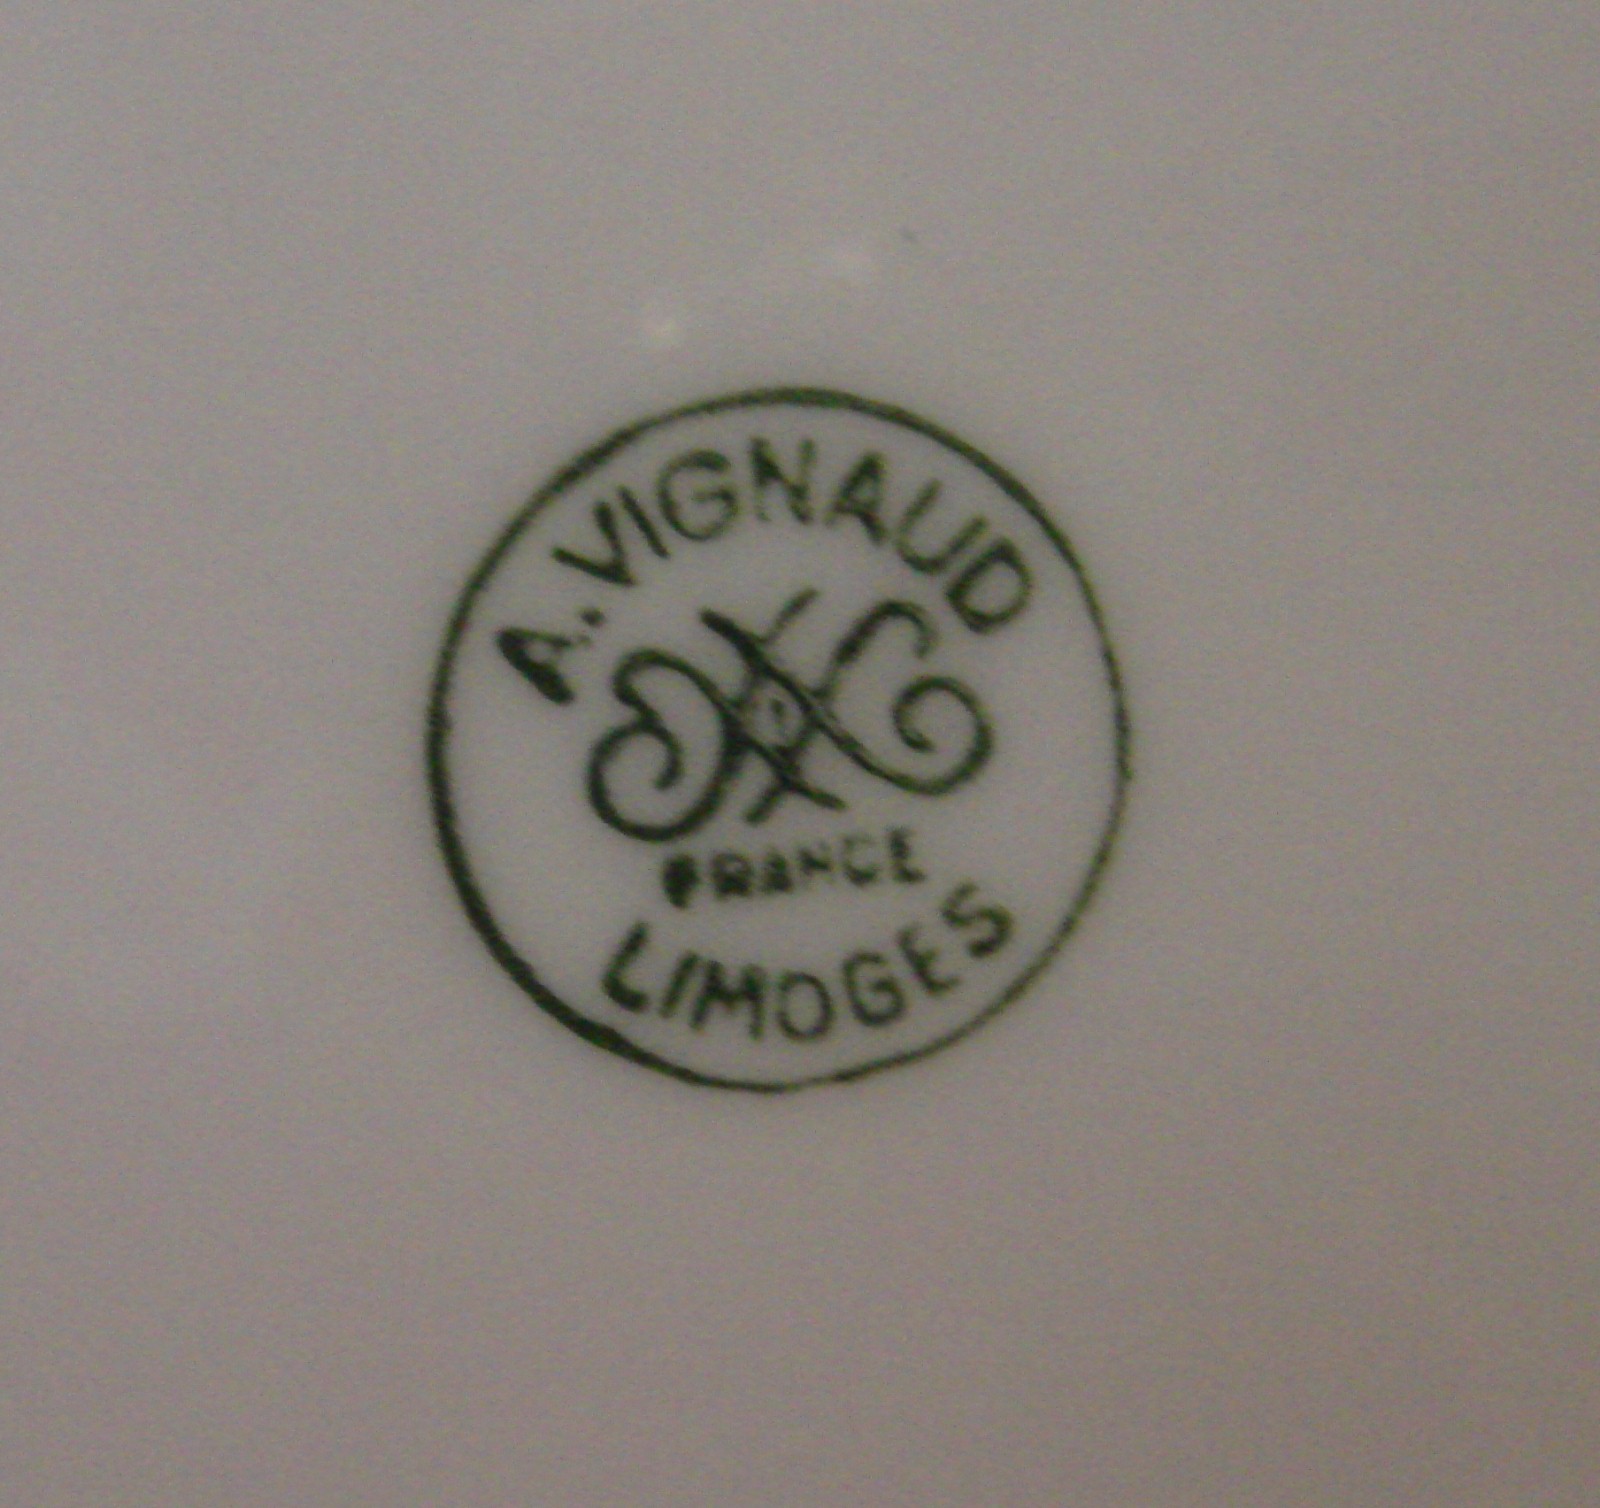 A. VIGNAUD
FRANCE
LIMOGES